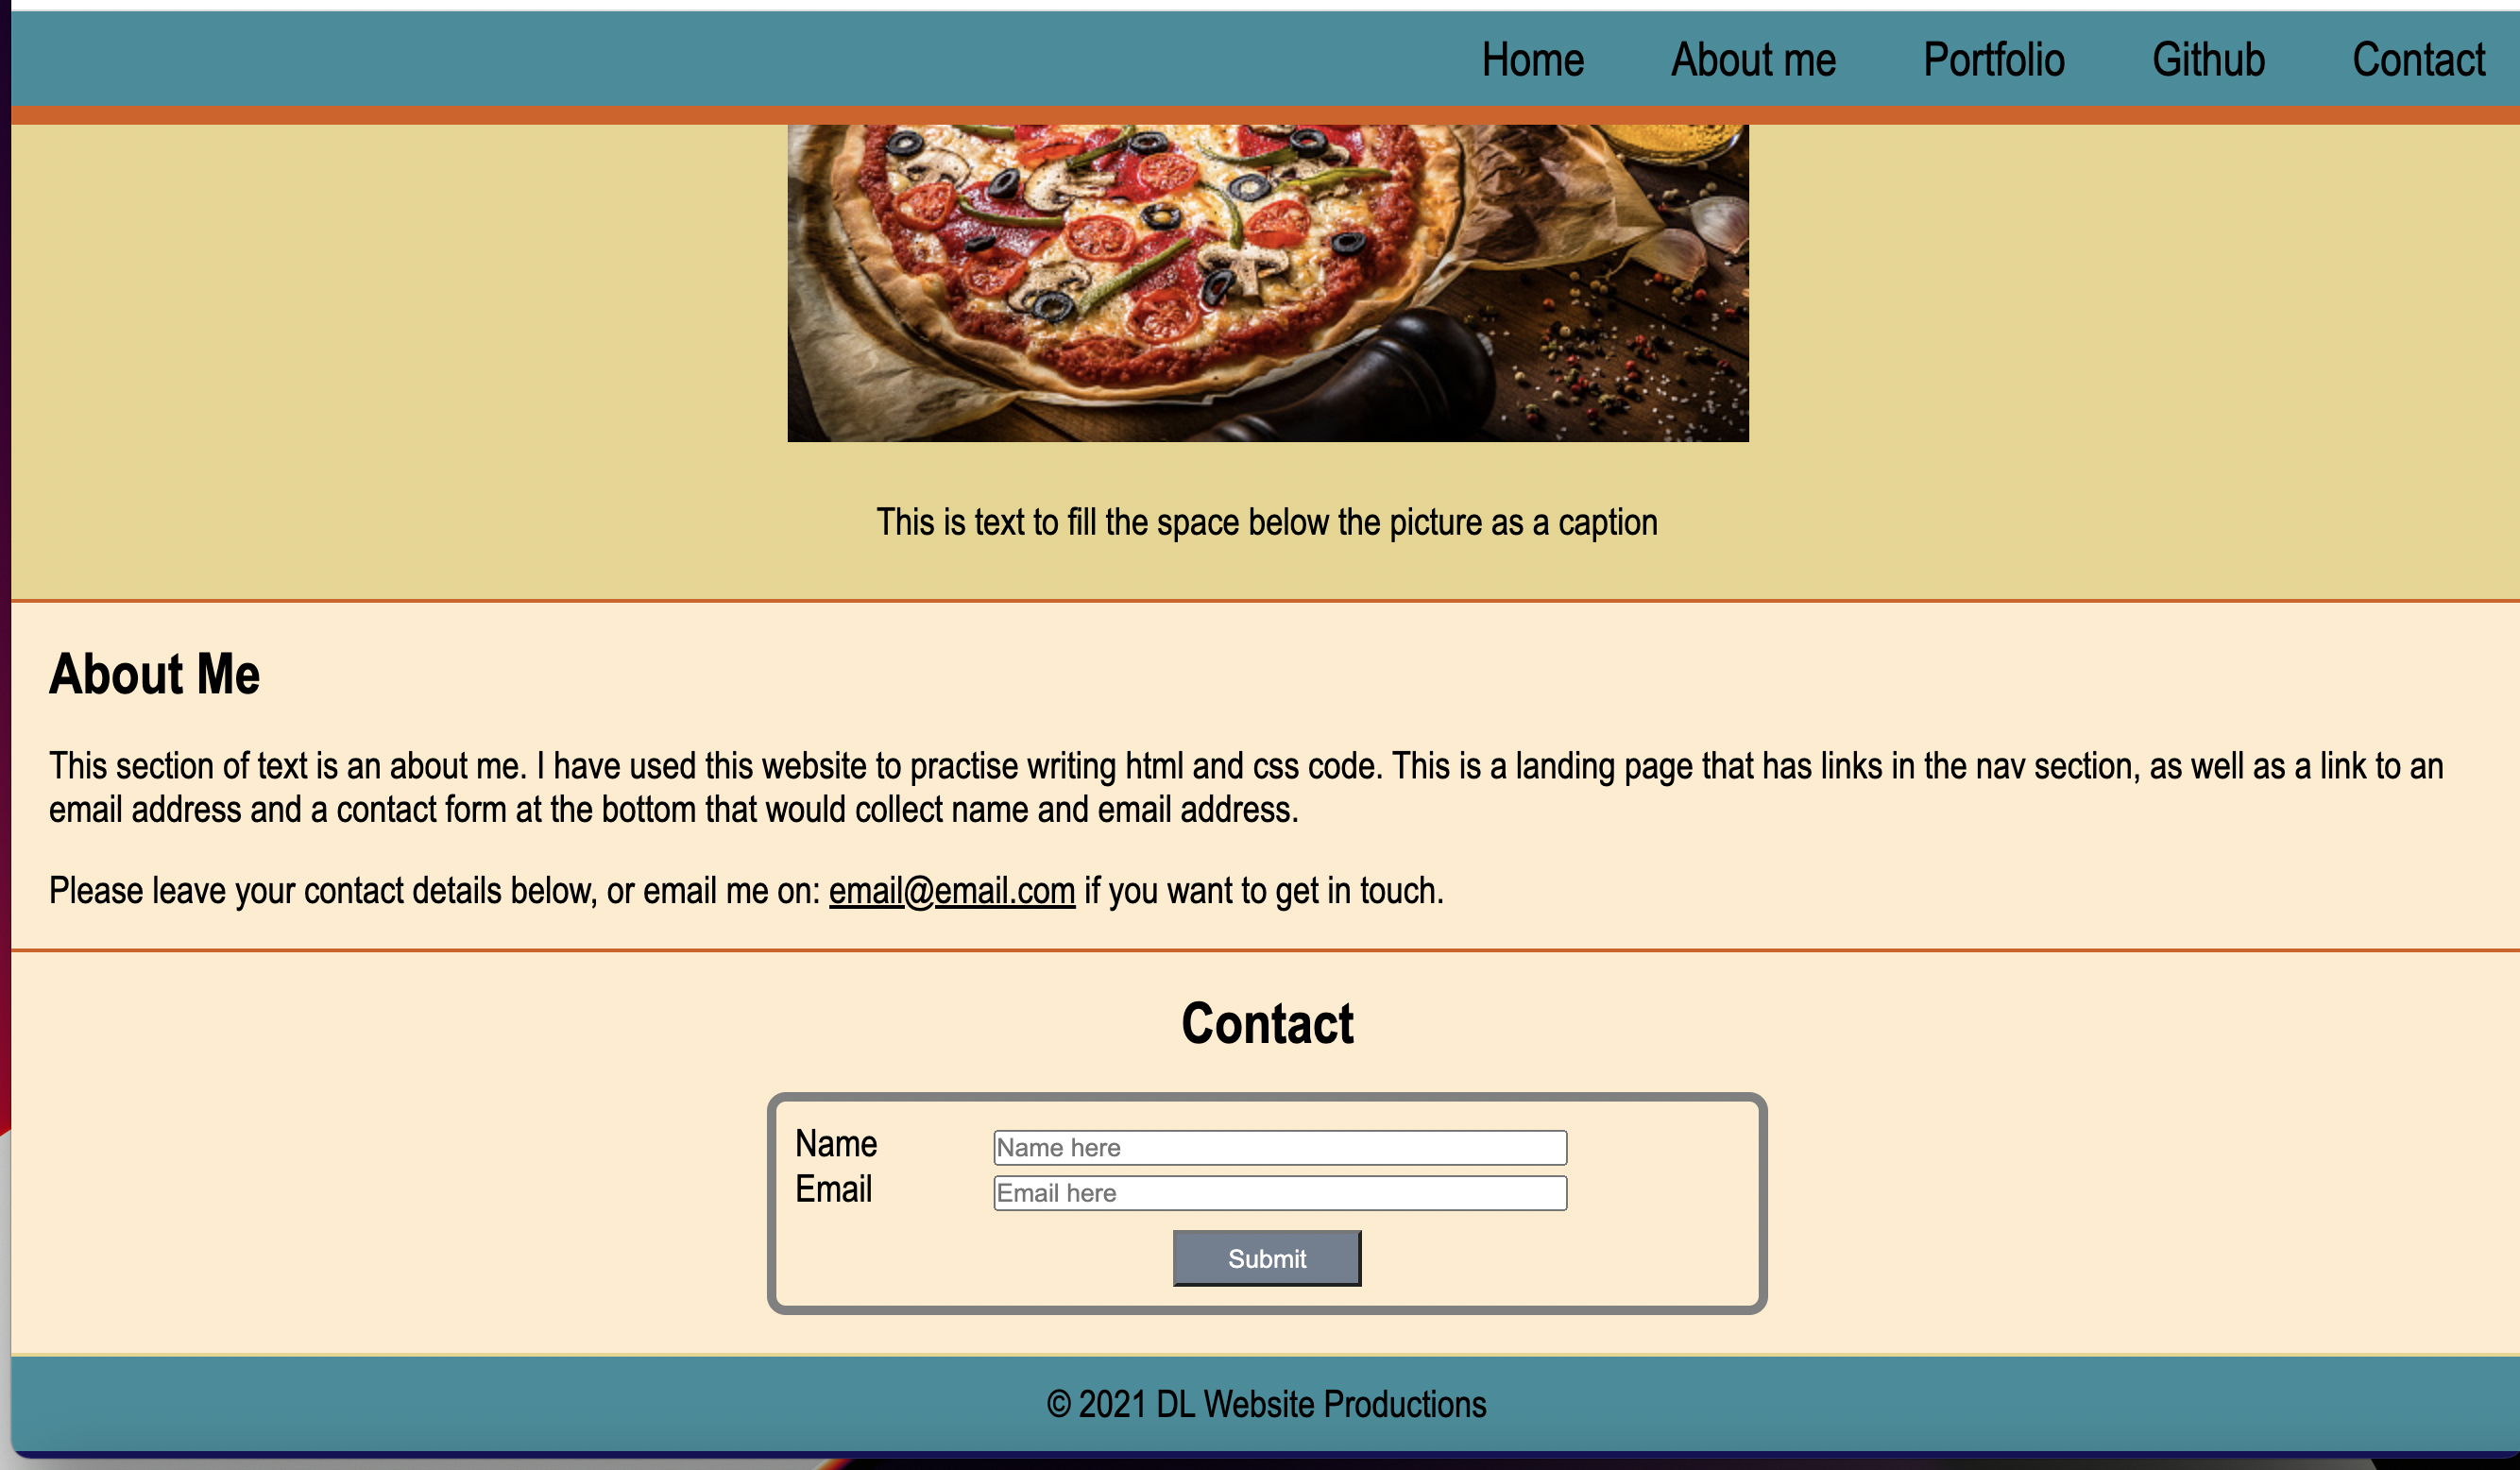 Home About me Portfolio Github Contact
This is text to fill the space below the picture as a caption
About Me
This section of text is an about me. I have used this website to practise writing html and css code. This is a landing page that has links in the nav section, as well as a link to an
email address and a contact form at the bottom that would collect name and email address.
Please leave your contact details below, or email me on: email@email.com if you want to get in touch.
Contact
Name Name here
Email Email here
Submit
© 2021 DL Website Productions